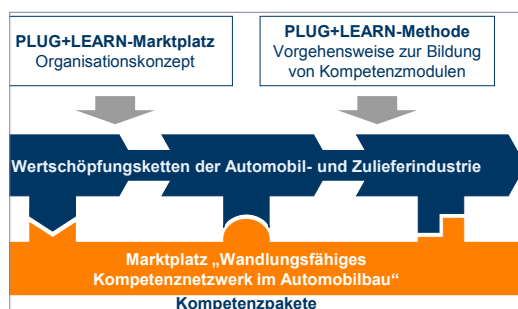 PLUG+LEARN-Marktplatz
Organisationskonzept
PLUG+LEARN-Methode
Vorgehensweise zur Bildung
von Kompetenzmodulen
Wertschöpfungsketten der Automobil- und Zulieferindustrie
Marktplatz „Wandlungsfähiges
Kompetenznetzwerk im Automobilbau“
Kompetenzpakete